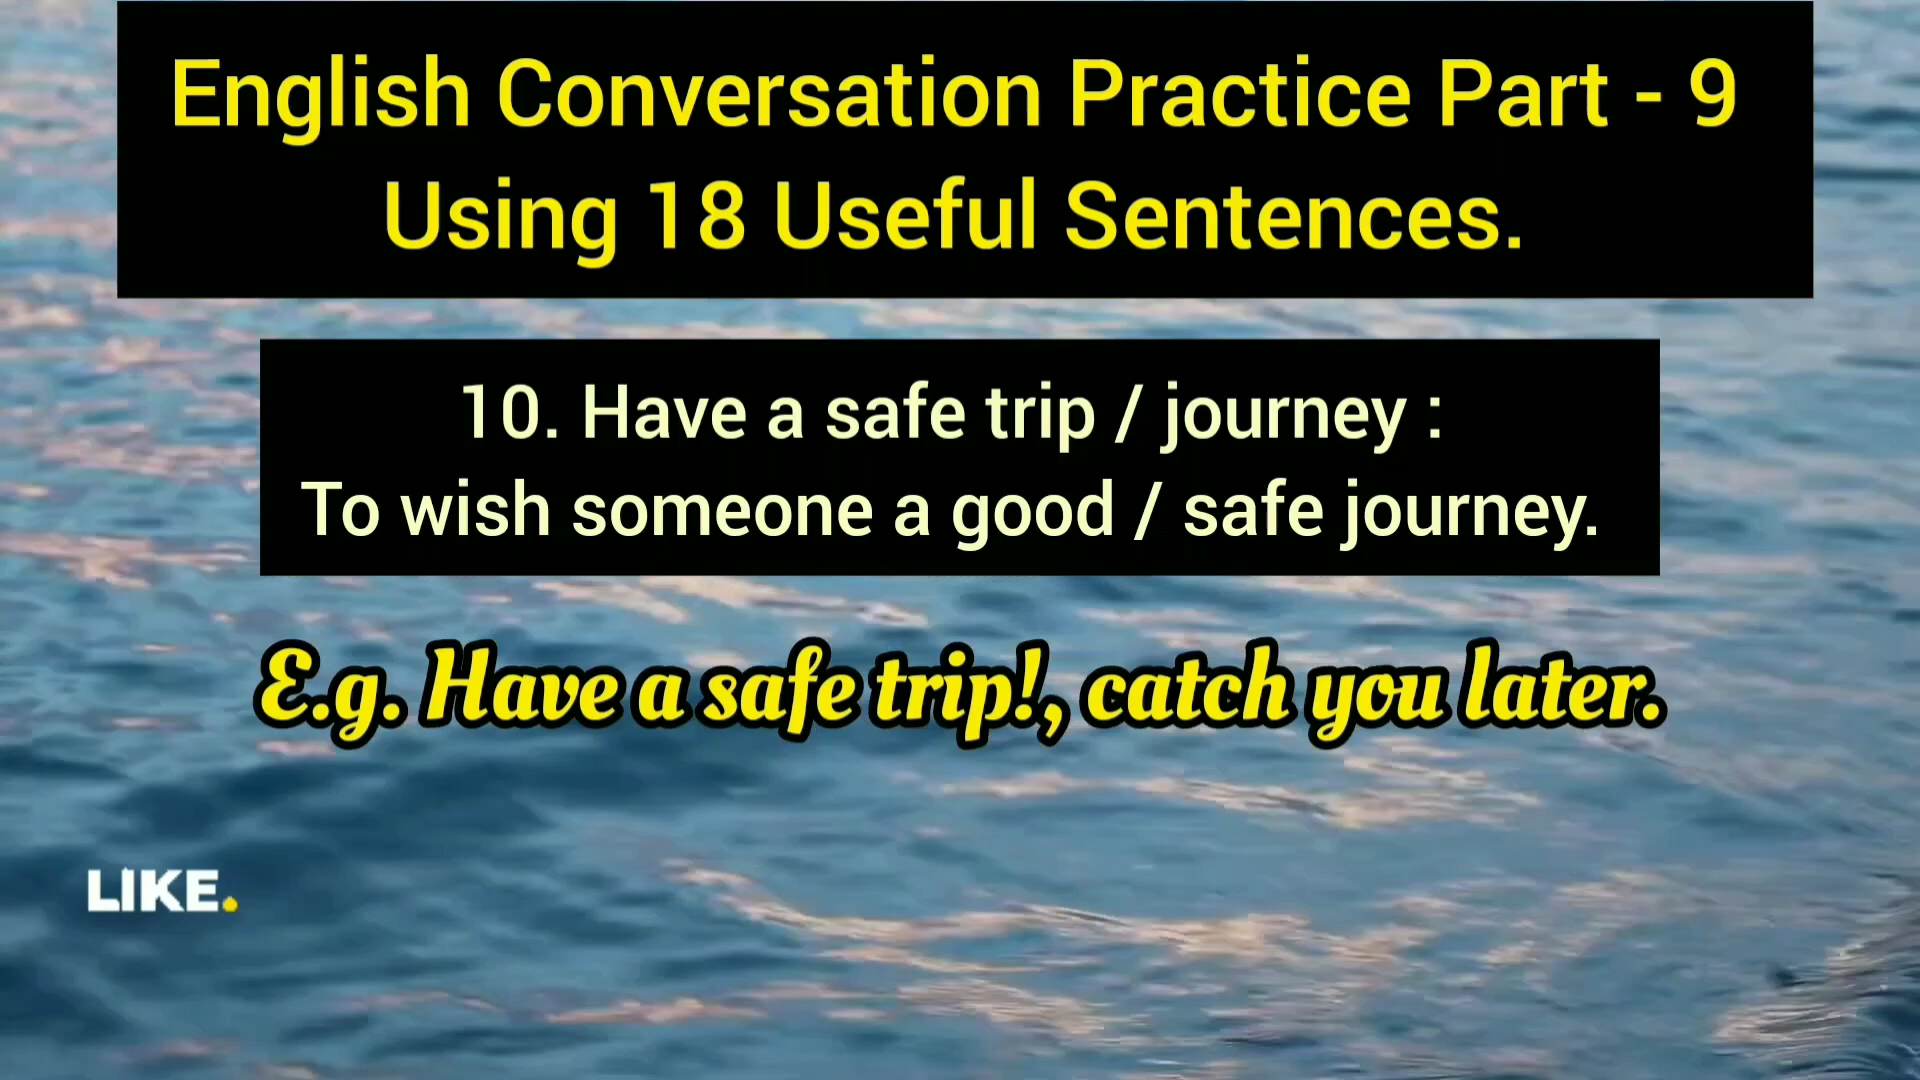 English Conversation Practice Part - 9
Using 18 Useful Sentences.
10. Have a safe trip / journey :
To wish someone a good / safe journey.
E.g. Have a safe trip!, catch you later.
LIKE.